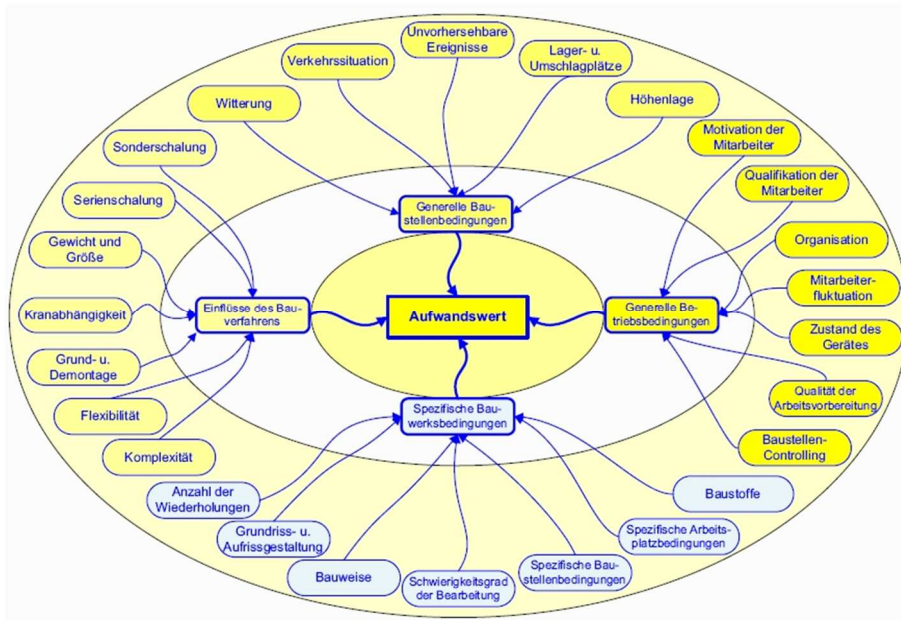 Unvorhersehbare
Ereignisse
Lager- u.
Umschlagplätze
Verkehrssituation
Witterung
Höhenlage
Sonderschalung
Motivation der
Mitarbeiter
Serienschalung
Qualifikation der
Mitarbeiter
Generelle Bau-
stellenbedingungen
Gewicht und
Größe
Organisation
Mitarbeiter-
fluktuation
Kranabhängigkeit
Einflüsse des Bau-
verfahrens
Aufwandswert
Generelle Be-
triebsbedingungen
Zustand des
Gerätes
Grund- u.
Demontage
Qualität der
Arbeitsvorbereitung
Flexibilität
Spezifische Bau-
werksbedingungen
Komplexität
Baustellen-
Controlling
Anzahl der
Wiederholungen
Baustoffe
Grundriss- u.
Aufrissgestaltung
Spezifische Arbeits-
platzbedingungen
Bauweise
Schwierigkeitsgrad
der Bearbeitung
Spezifische Bau-
stellenbedingungen